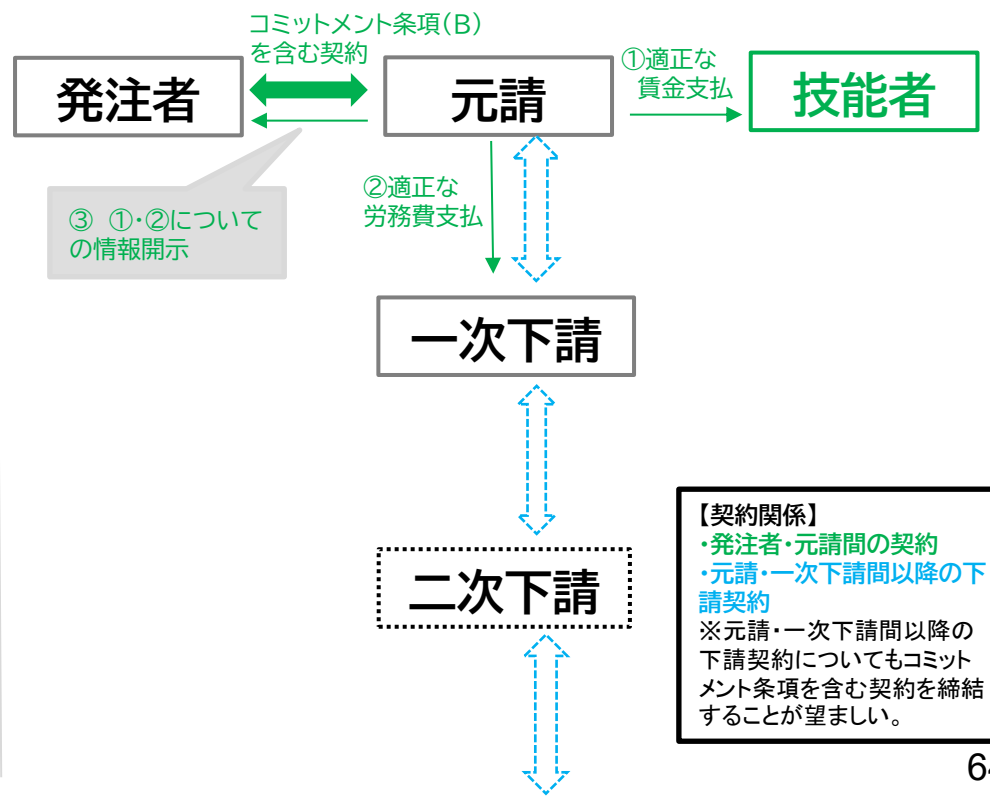 コミットメント条項(B)
を含む契約
発注者
元請
①適正な
賃金支払
技能者
③ ①・②について
の情報開示
②適正な
労務費支払
一次下請
二次下請
【契約関係】
・発注者・元請間の契約
・元請・一次下請間以降の下
請契約
※元請・一次下請間以降の
下請契約についてもコミット
メント条項を含む契約を締結
することが望ましい。
64